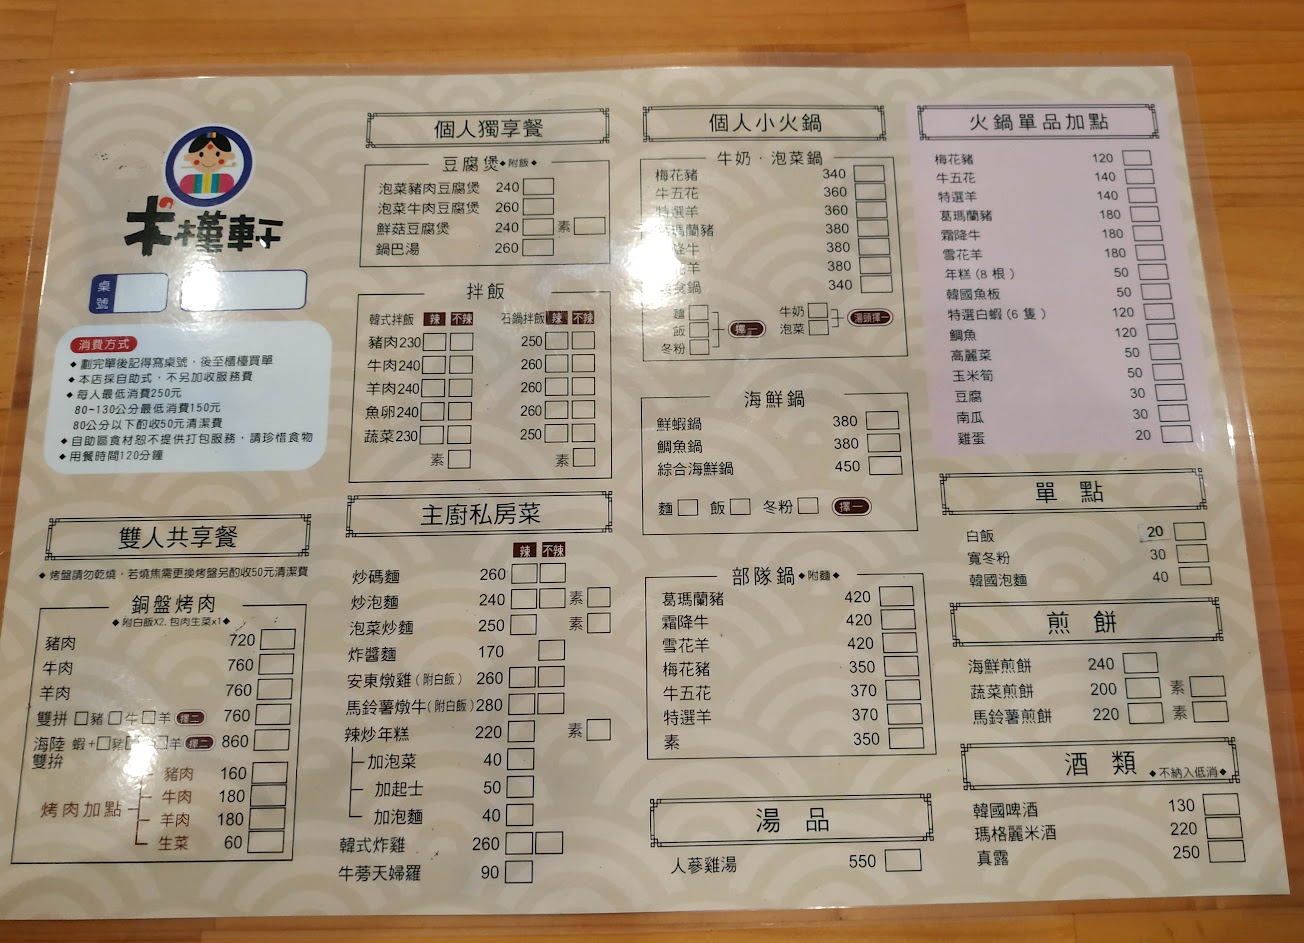 木槿軒
桌號
消費方式
◆劃完單後記得寫桌號，後至櫃檯買單
◆本店採自助式，不另加收服務費
◆每人最低消費250元
80~130公分最低消費150元
80公分以下酌收50元清潔費
◆自助區食材恕不提供打包服務，請珍惜食物
◆用餐時間120分鐘
雙人共享餐
◆烤盤請勿乾燒，若燒焦需更換烤盤另酌收50元清潔費
銅盤烤肉
◆附白飯X2. 包肉生菜x1◆
豬肉 720
牛肉 760
羊肉 760
雙拼 豬 牛 羊 擇二 760
海陸雙拚 蝦+ 豬 羊 擇二 860
烤肉加點
豬肉 160
牛肉 180
羊肉 180
生菜 60
個人獨享餐
豆腐煲◆附飯◆
泡菜豬肉豆腐煲 240
泡菜牛肉豆腐煲 260
鮮菇豆腐煲 240 素
鍋巴湯 260
拌飯
韓式拌飯 辣 不辣 石鍋拌飯 辣 不辣
豬肉230 250
牛肉240 260
羊肉240 260
魚卵240 260
蔬菜230 250
素 素
主廚私房菜
辣 不辣
炒碼麵 260
炒泡麵 240 素
泡菜炒麵 250 素
炸醬麵 170
安東燉雞(附白飯) 260
馬鈴薯燉牛(附白飯) 280
辣炒年糕 220 素
加泡菜 40
加起士 50
加泡麵 40
韓式炸雞 260
牛蒡天婦羅 90
個人小火鍋
牛奶．泡菜鍋
梅花豬 340
牛五花 360
特選羊 360
瑪蘭豬 380
降牛 380
羊 380
鍋 340
麵 飯 冬粉 擇一
牛奶 泡菜 湯頭擇一
海鮮鍋
鮮蝦鍋 380
鯛魚鍋 380
綜合海鮮鍋 450
麵 飯 冬粉 擇一
部隊鍋◆附麵◆
葛瑪蘭豬 420
霜降牛 420
雪花羊 420
梅花豬 350
牛五花 370
特選羊 370
素 350
湯品
人蔘雞湯 550
火鍋單品加點
梅花豬 120
牛五花 140
特選羊 140
葛瑪蘭豬 180
霜降牛 180
雪花羊 180
年糕(8根) 50
韓國魚板 50
特選白蝦(6隻) 120
鯛魚 120
高麗菜 50
玉米筍 50
豆腐 30
南瓜 30
雞蛋 20
單點
白飯 20
寬冬粉 30
韓國泡麵 40
煎餅
海鮮煎餅 240
蔬菜煎餅 200 素
馬鈴薯煎餅 220 素
酒類◆不納入低消◆
韓國啤酒 130
瑪格麗米酒 220
真露 250